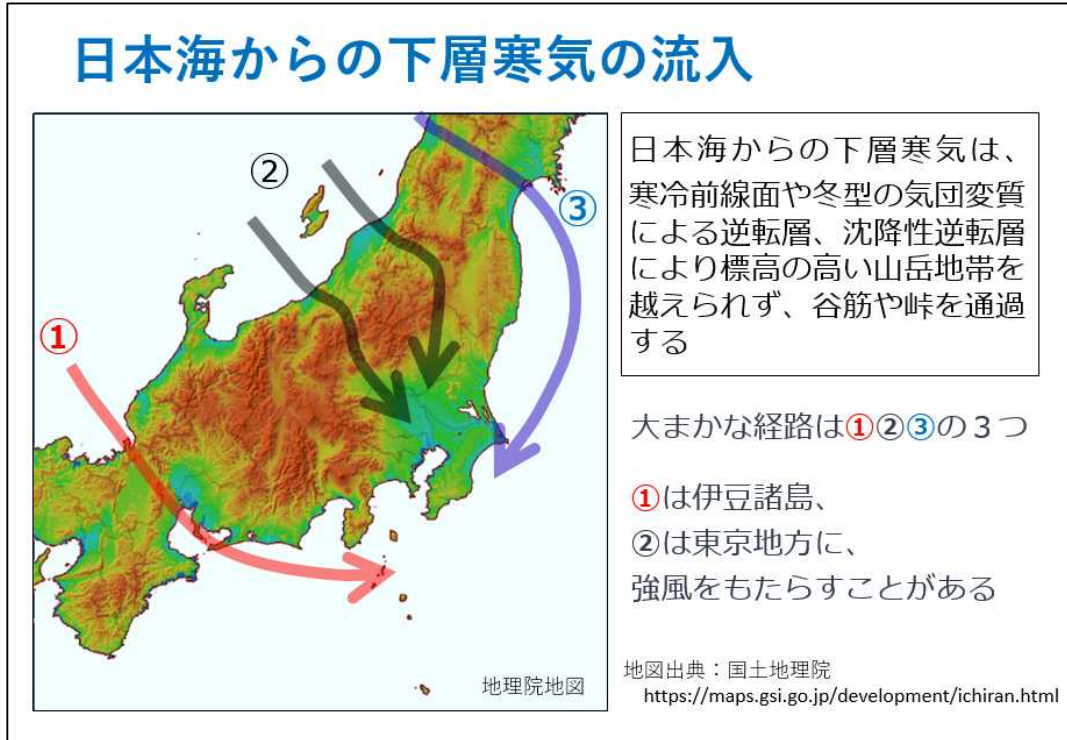 日本海からの下層寒気の流入
②
③
①
地理院地図
日本海からの下層寒気は、
寒冷前線面や冬型の気団変質
による逆転層、沈降性逆転層
により標高の高い山岳地帯を
越えられず、谷筋や峠を通過
する
大まかな経路は①②③の３つ
①は伊豆諸島、
②は東京地方に、
強風をもたらすことがある
地図出典：国土地理院
https://maps.gsi.go.jp/development/ichiran.html